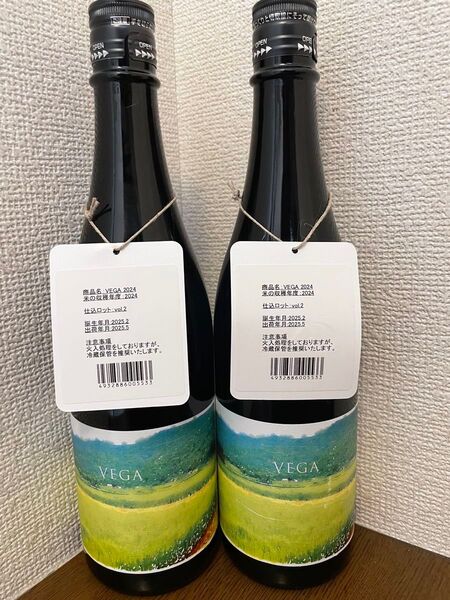 OPEN
商品名:VEGA 2024
米の収穫年度:2024
仕込ロット:vol.2
誕生年月:2025.2
出荷年月:2025.5
注意事項
火入処理をしておりますが、
冷蔵保管を推奨いたします。
4932886005533
VEGA
OPEN
商品名:VEGA 2024
米の収穫年度:2024
仕込ロット:vol.2
誕生年月:2025.2
出荷年月:2025.5
注意事項
火入処理をしておりますが、
冷蔵保管を推奨いたします。
4932886005533
VEGA